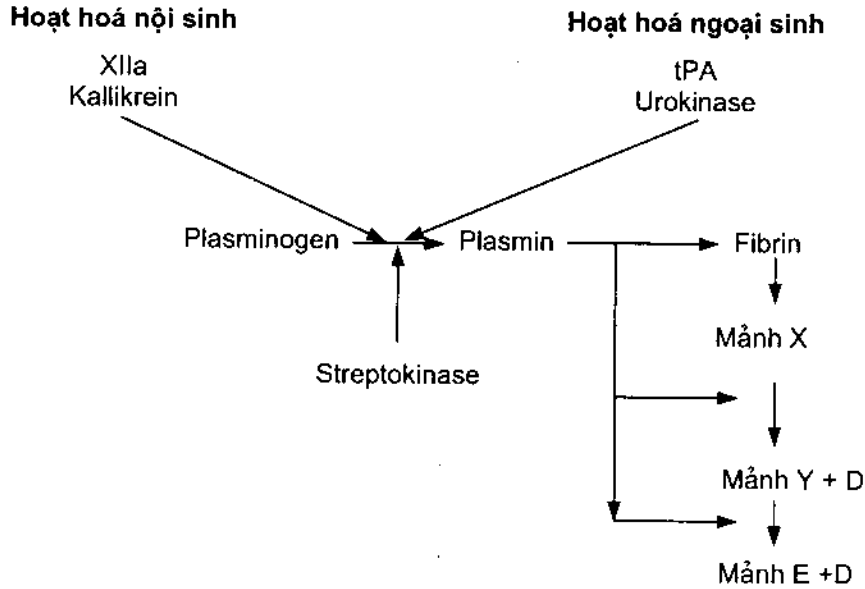 Hoạt hoá nội sinh
Hoạt hoá ngoại sinh
XIIa
Kallikrein
tPA
Urokinase
Plasminogen
Plasmin
Fibrin
Mảnh X
Streptokinase
Mảnh Y + D
Mảnh E +D